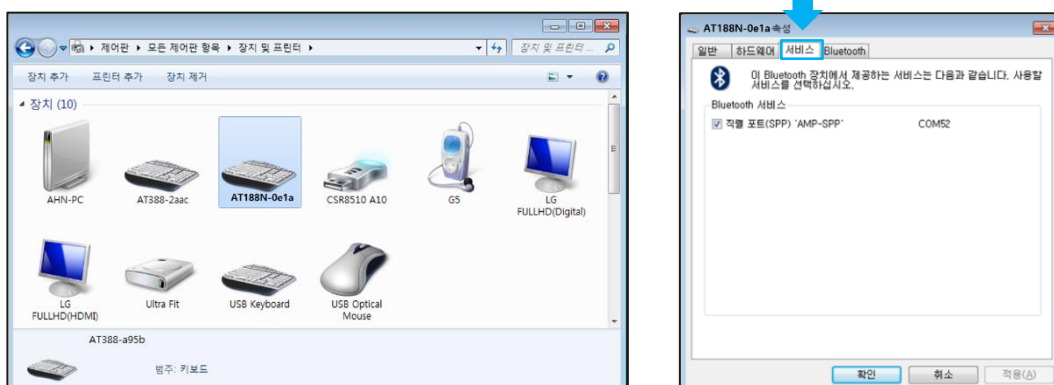 ▸ 제어판 ▸ 모든 제어판 항목 ▸ 장치 및 프린터 ▸
장치 및 프린터 ...
장치 추가 프린터 추가 장치 제거
장치 (10)
AHN-PC
AT388-2aac
AT188N-0e1a
CSR8510 A10
G5
LG
FULLHD(Digital)
LG
FULLHD(HDMI)
Ultra Fit
USB Keyboard
USB Optical
Mouse
AT388-a95b
범주: 키보드
AT188N-0e1a 속성
일반 하드웨어 서비스 Bluetooth
이 Bluetooth 장치에서 제공하는 서비스는 다음과 같습니다. 사용할
서비스를 선택하십시오.
Bluetooth 서비스
직렬 포트(SPP) 'AMP-SPP' COM52
확인 취소 적용(A)